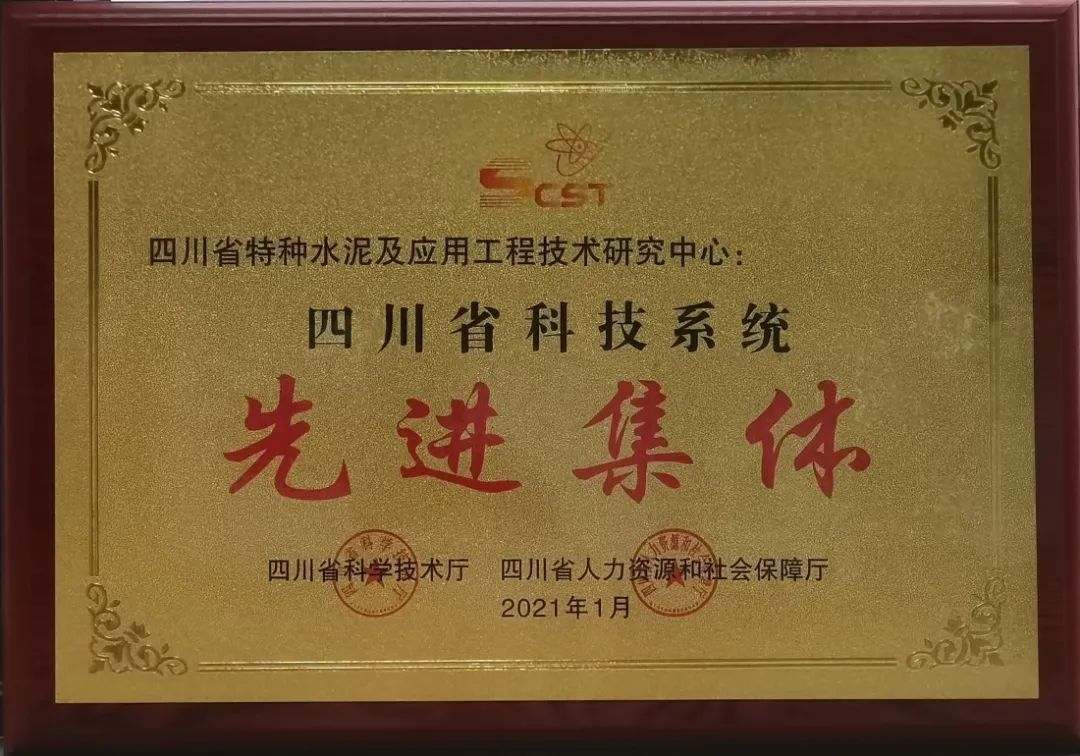 SCST
四川省特种水泥及应用工程技术研究中心:
四川省科技系统
先进集体
四川省科学技术厅 四川省人力资源和社会保障厅
2021年1月